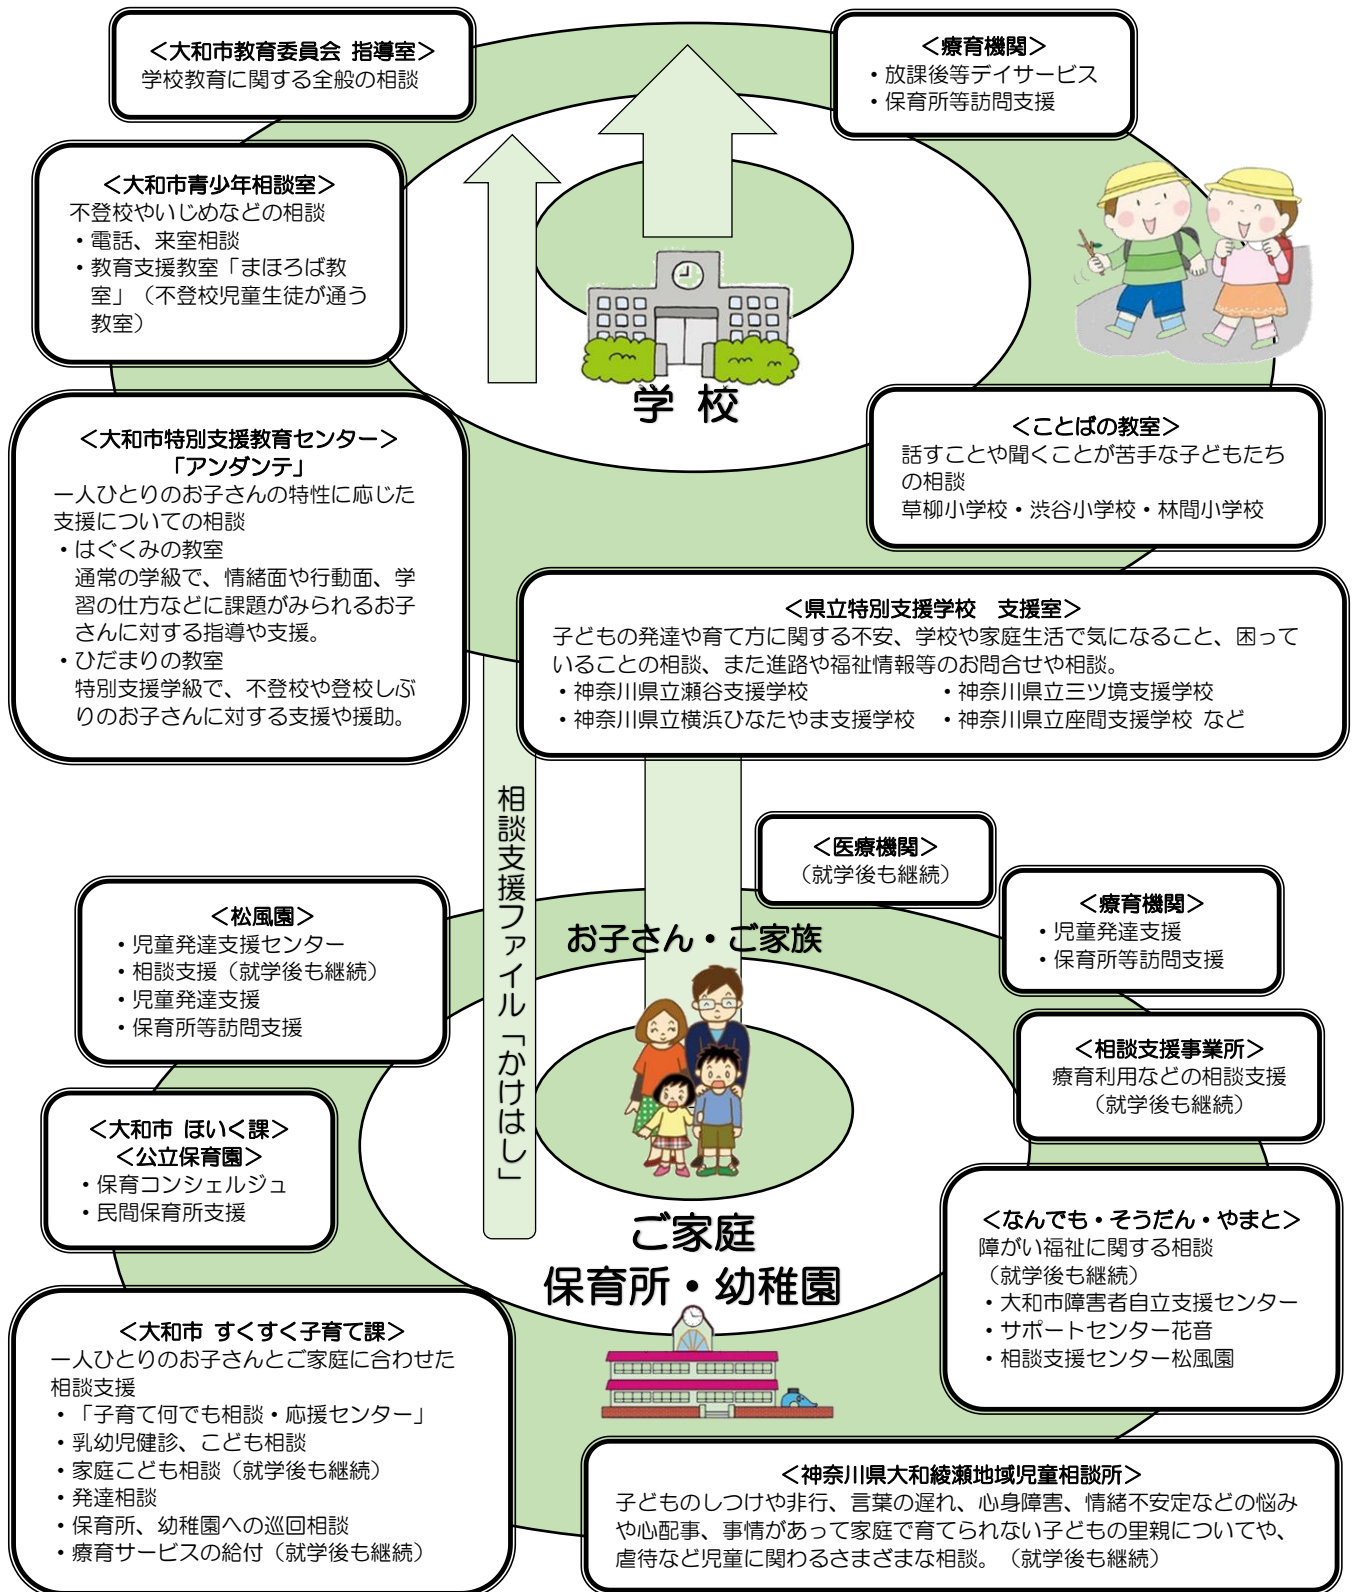 ＜大和市教育委員会 指導室＞
学校教育に関する全般の相談
＜療育機関＞
・放課後等デイサービス
・保育所等訪問支援
＜大和市青少年相談室＞
不登校やいじめなどの相談
・電話、来室相談
・教育支援教室「まほろば教
室」（不登校児童生徒が通う
教室）
学 校
＜大和市特別支援教育センター＞
「アンダンテ」
一人ひとりのお子さんの特性に応じた
支援についての相談
・はぐくみの教室
通常の学級で、情緒面や行動面、学
習の仕方などに課題がみられるお子
さんに対する指導や支援。
・ひだまりの教室
特別支援学級で、不登校や登校しぶ
りのお子さんに対する支援や援助。
＜ことばの教室＞
話すことや聞くことが苦手な子どもたち
の相談
草柳小学校・渋谷小学校・林間小学校
＜県立特別支援学校　支援室＞
子どもの発達や育て方に関する不安、学校や家庭生活で気になること、困って
いることの相談、また進路や福祉情報等のお問合せや相談。
・神奈川県立瀬谷支援学校　・神奈川県立三ツ境支援学校
・神奈川県立横浜ひなたやま支援学校　・神奈川県立座間支援学校 など
相談支援ファイル「かけはし」
＜医療機関＞
（就学後も継続）
＜松風園＞
・児童発達支援センター
・相談支援（就学後も継続）
・児童発達支援
・保育所等訪問支援
お子さん・ご家族
＜療育機関＞
・児童発達支援
・保育所等訪問支援
＜相談支援事業所＞
療育利用などの相談支援
（就学後も継続）
＜大和市 ほいく課＞
＜公立保育園＞
・保育コンシェルジュ
・民間保育所支援
ご家庭
保育所・幼稚園
＜なんでも・そうだん・やまと＞
障がい福祉に関する相談
（就学後も継続）
・大和市障害者自立支援センター
・サポートセンター花音
・相談支援センター松風園
＜大和市 すくすく子育て課＞
一人ひとりのお子さんとご家庭に合わせた
相談支援
・「子育て何でも相談・応援センター」
・乳幼児健診、こども相談
・家庭こども相談（就学後も継続）
・発達相談
・保育所、幼稚園への巡回相談
・療育サービスの給付（就学後も継続）
＜神奈川県大和綾瀬地域児童相談所＞
子どものしつけや非行、言葉の遅れ、心身障害、情緒不安定などの悩み
や心配事、事情があって家庭で育てられない子どもの里親についてや、
虐待など児童に関わるさまざまな相談。（就学後も継続）